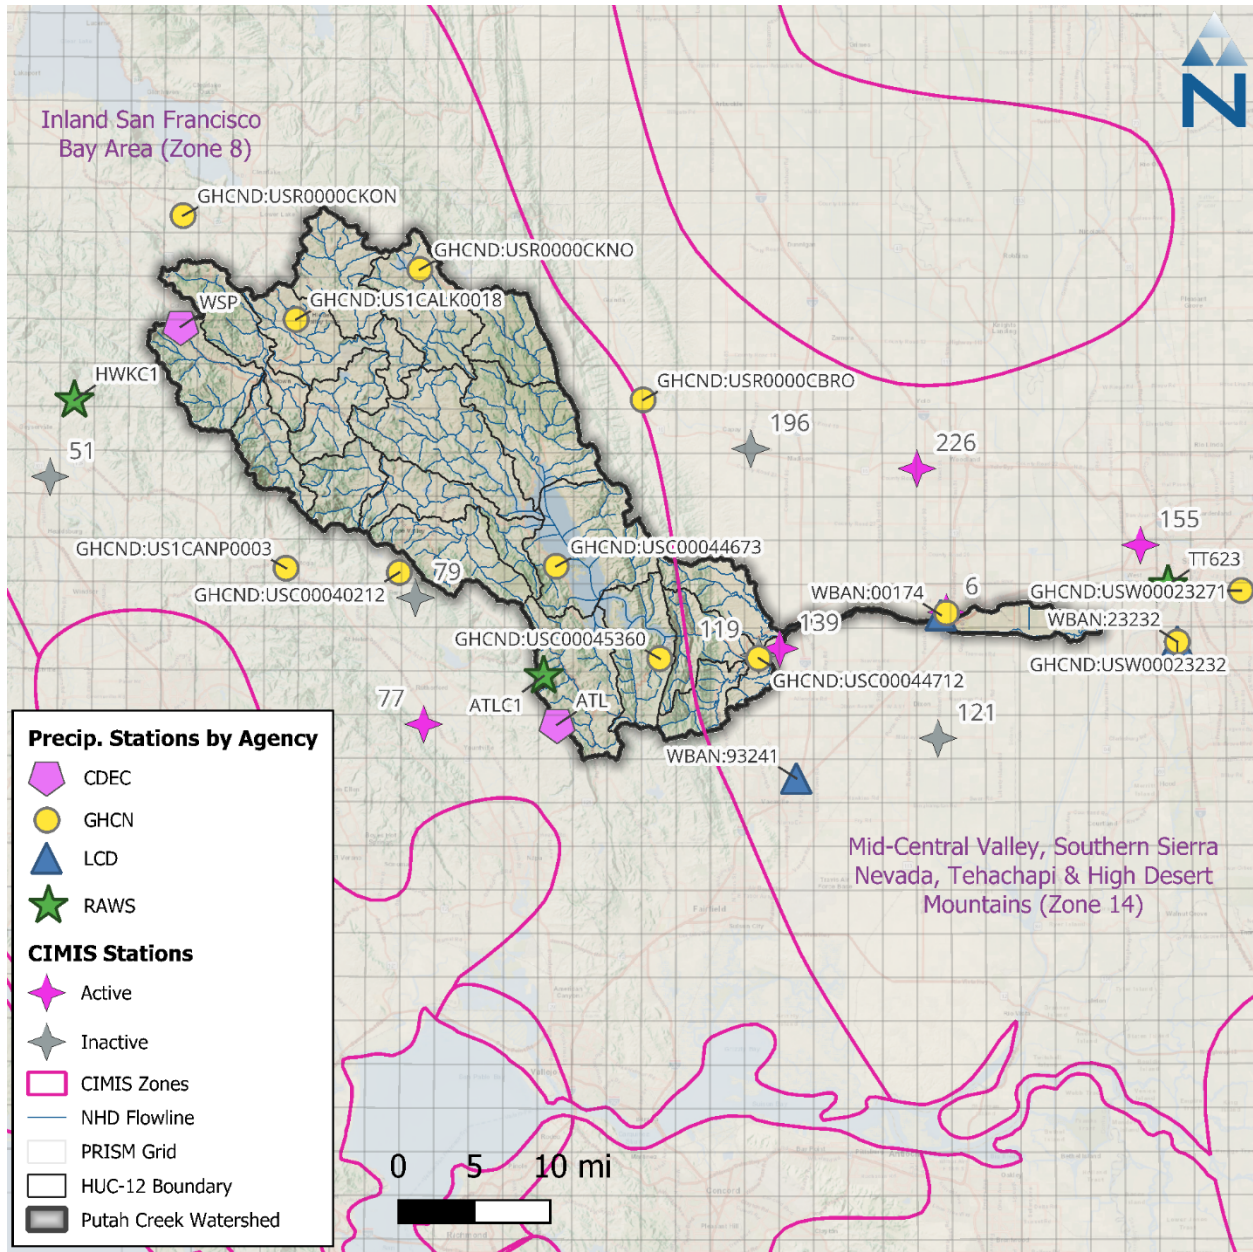 N
Inland San Francisco
Bay Area (Zone 8)
GHCND:USR0000CKON
GHCND:USR0000CKNO
WSP
GHCND:US1CALK0018
HWKC1
GHCND:USR0000CBRO
51
196
226
155
TT623
GHCND:US1CANP0003
GHCND:USC00044673
79
GHCND:USC00040212
WBAN:00174
6
GHCND:USW00023271
WBAN:23232
GHCND:USC00045360
119
139
GHCND:USW00023232
GHCND:USC00044712
ATLC1
ATL
77
121
WBAN:93241
Mid-Central Valley, Southern Sierra
Nevada, Tehachapi & High Desert
Mountains (Zone 14)
Precip. Stations by Agency
CDEC
GHCN
LCD
RAWS
CIMIS Stations
Active
Inactive
CIMIS Zones
NHD Flowline
PRISM Grid
HUC-12 Boundary
Putah Creek Watershed
0 5 10 mi
Fairfield
Vallejo
Concord